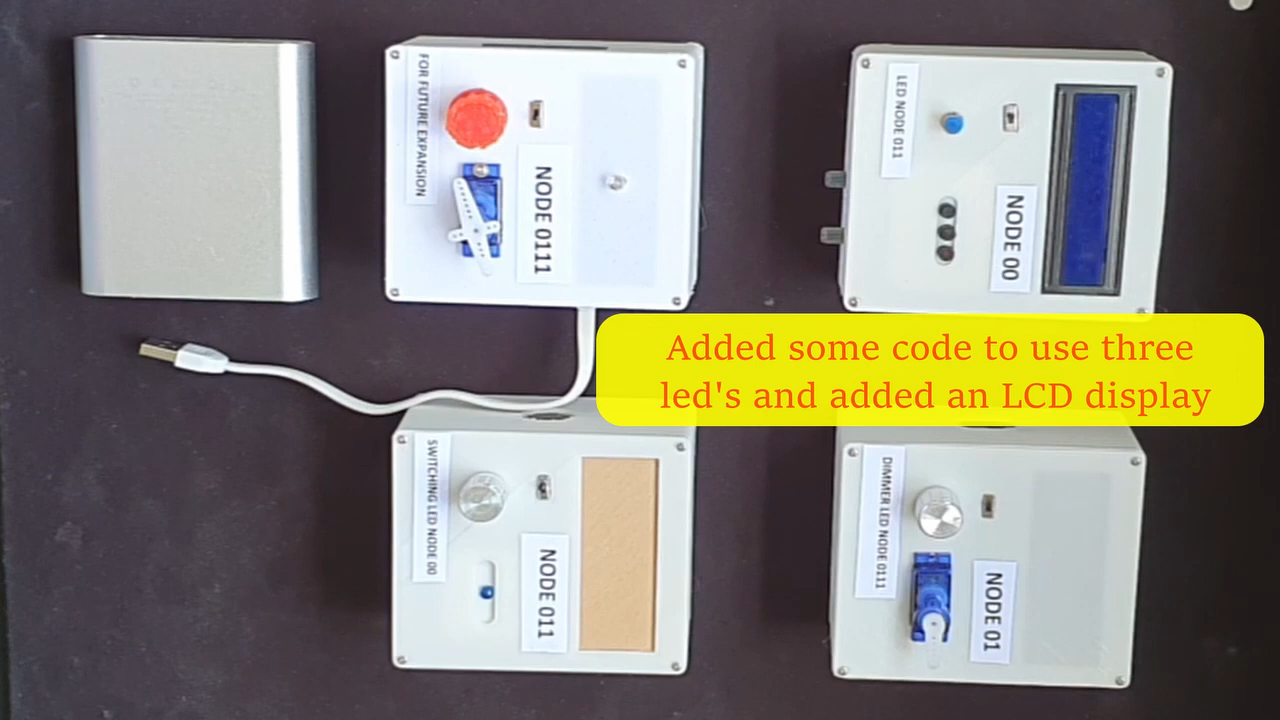 FOR FUTURE EXPANSION
NODE 0111
LED NODE 011
NODE 00
Added some code to use three
led's and added an LCD display
SWITCHING LED NODE 00
NODE 011
DIMMER LED NODE 0111
NODE 01